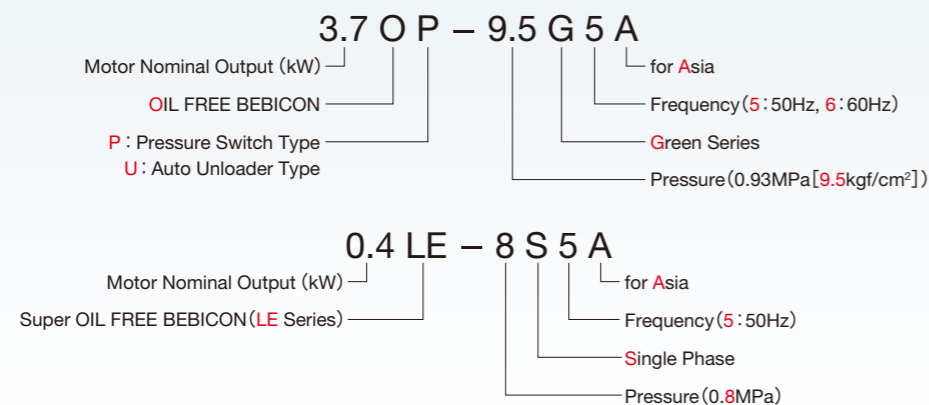 3.7 O P – 9.5 G 5 A
Motor Nominal Output (kW)
for Asia
OIL FREE BEBICON
Frequency(5:50Hz, 6:60Hz)
P : Pressure Switch Type
Green Series
U : Auto Unloader Type
Pressure(0.93MPa[9.5kgf/cm²])
0.4 LE – 8 S 5 A
Motor Nominal Output (kW)
for Asia
Super OIL FREE BEBICON(LE Series)
Frequency(5:50Hz)
Single Phase
Pressure(0.8MPa)